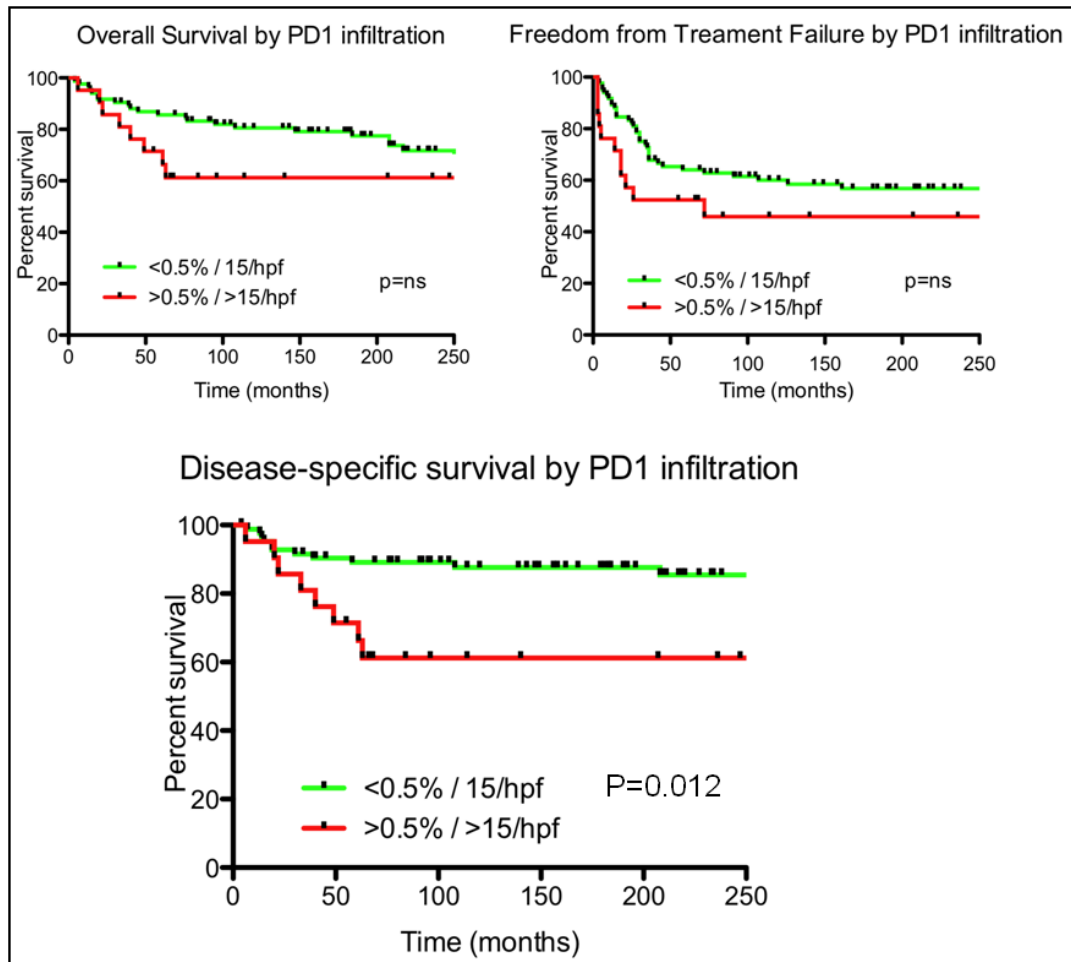 Overall Survival by PD1 infiltration
Percent survival
100
80
60
40
20
0
<0.5% / 15/hpf
>0.5% / >15/hpf
p=ns
0 50 100 150 200 250
Time (months)
Freedom from Treament Failure by PD1 infiltration
Percent survival
100
80
60
40
20
0
<0.5% / 15/hpf
>0.5% / >15/hpf
p=ns
0 50 100 150 200 250
Time (months)
Disease-specific survival by PD1 infiltration
Percent survival
100
80
60
40
20
0
<0.5% / 15/hpf
>0.5% / >15/hpf
P=0.012
0 50 100 150 200 250
Time (months)